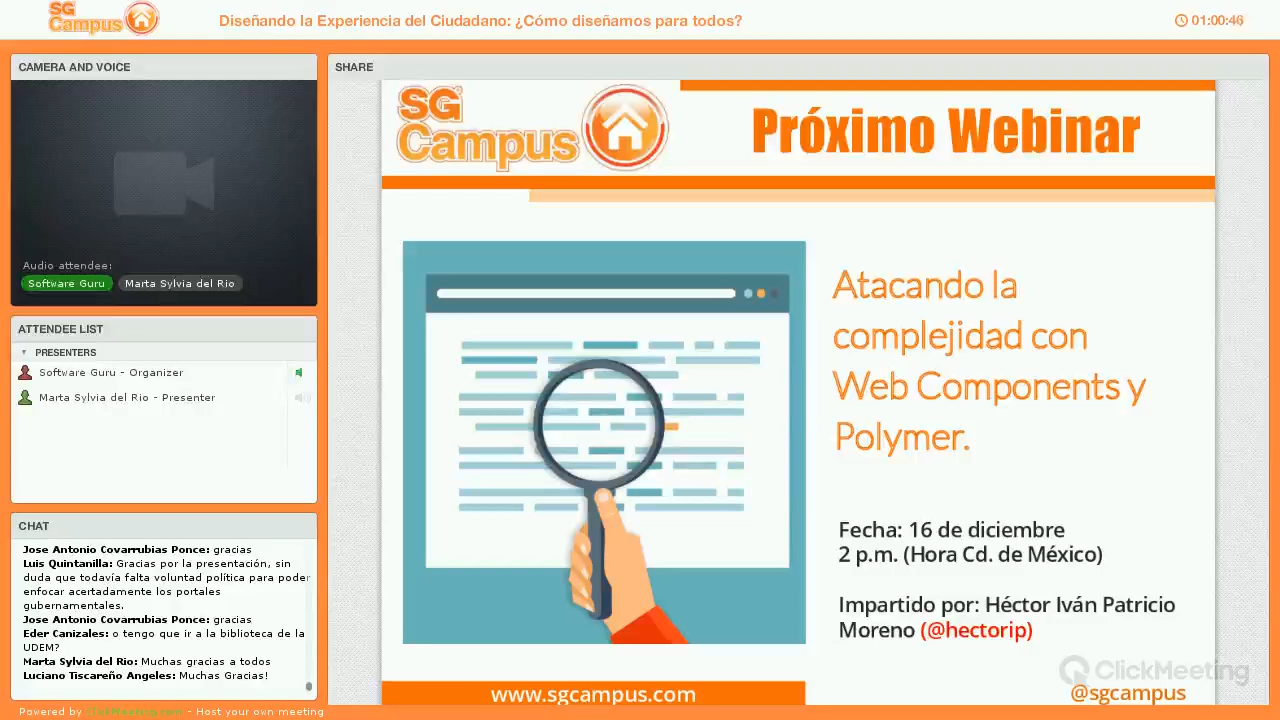 SG Campus
Diseñando la Experiencia del Ciudadano: ¿Cómo diseñamos para todos?
01:00:46
CAMERA AND VOICE
Audio attendee:
Software Guru
Marta Sylvia del Rio
ATTENDEE LIST
PRESENTERS
Software Guru - Organizer
Marta Sylvia del Rio - Presenter
CHAT
Jose Antonio Covarrubias Ponce: gracias
Luis Quintanilla: Gracias por la presentación, sin
duda que todavía falta voluntad política para poder
enfocar acertadamente los portales
gubernamentales.
Jose Antonio Covarrubias Ponce: gracias
Eder Canizales: o tengo que ir a la biblioteca de la
UDEM?
Marta Sylvia del Rio: Muchas gracias a todos
Luciano Tiscareño Angeles: Muchas Gracias!
Powered by ClickMeeting.com - Host your own meeting
SHARE
SG
Campus
Próximo Webinar
Atacando la
complejidad con
Web Components y
Polymer.
Fecha: 16 de diciembre
2 p.m. (Hora Cd. de México)
Impartido por: Héctor Iván Patricio
Moreno (@hectorip)
ClickMeeting
www.sgcampus.com
@sgcampus